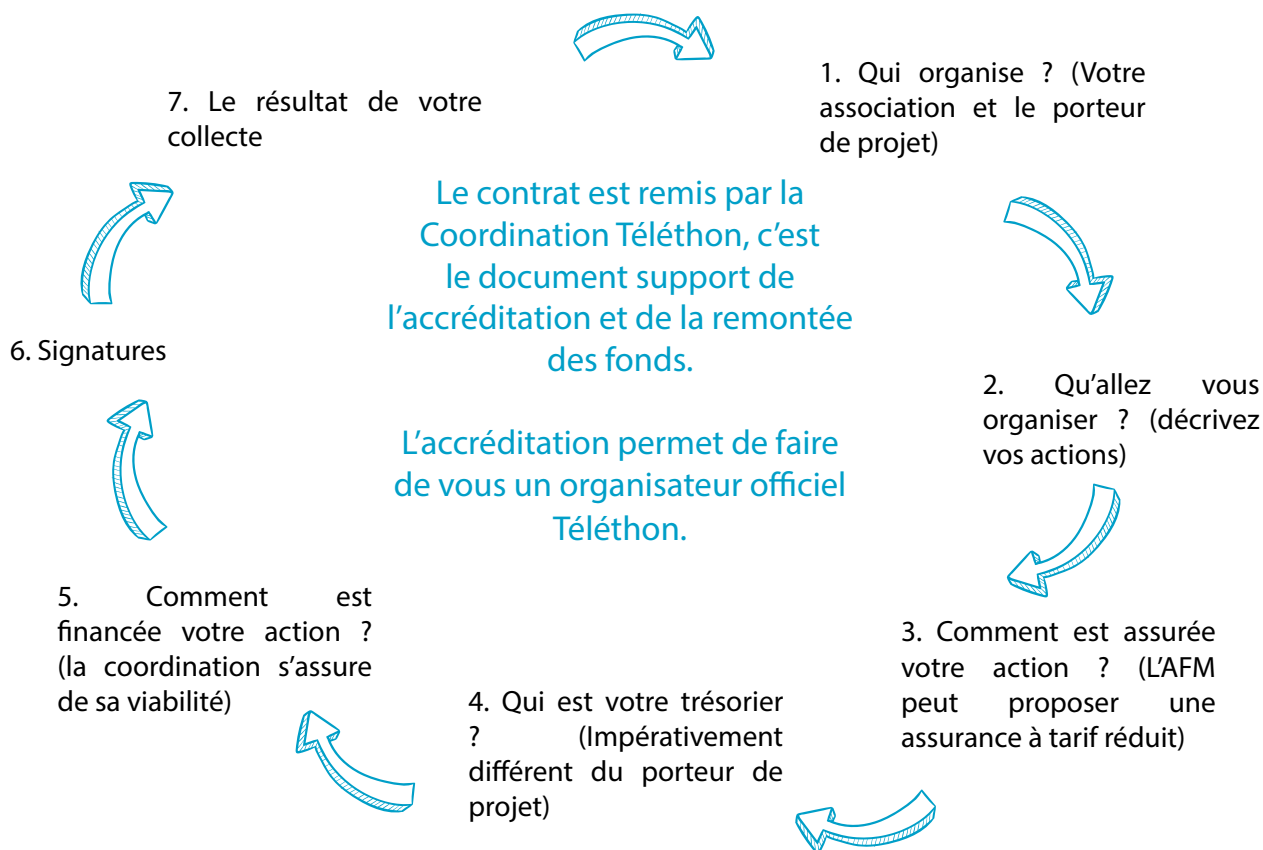 1. Qui organise ? (Votre
association et le porteur
de projet)
2. Qu’allez vous
organiser ? (décrivez
vos actions)
3. Comment est assurée
votre action ? (L’AFM
peut proposer une
assurance à tarif réduit)
4. Qui est votre trésorier
? (Impérativement
différent du porteur de
projet)
5. Comment est
financée votre action ?
(la coordination s’assure
de sa viabilité)
6. Signatures
7. Le résultat de votre
collecte
Le contrat est remis par la
Coordination Téléthon, c’est
le document support de
l’accréditation et de la remontée
des fonds.
L’accréditation permet de faire
de vous un organisateur officiel
Téléthon.